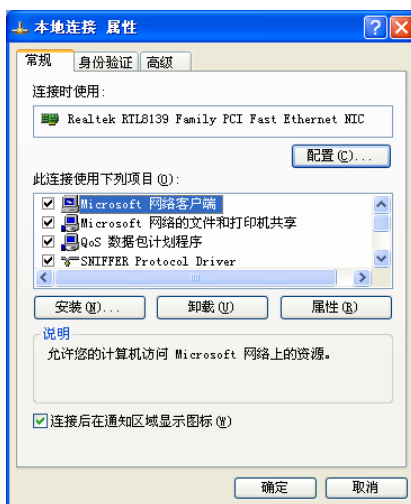 本地连接 属性
常规 身份验证 高级
连接时使用:
Realtek RTL8139 Family PCI Fast Ethernet NIC
配置(C)...
此连接使用下列项目(O):
Microsoft 网络客户端
Microsoft 网络的文件和打印机共享
QoS 数据包计划程序
SNIFFER Protocol Driver
安装(N)... 卸载(U) 属性(R)
说明
允许您的计算机访问 Microsoft 网络上的资源。
连接后在通知区域显示图标(W)
确定 取消